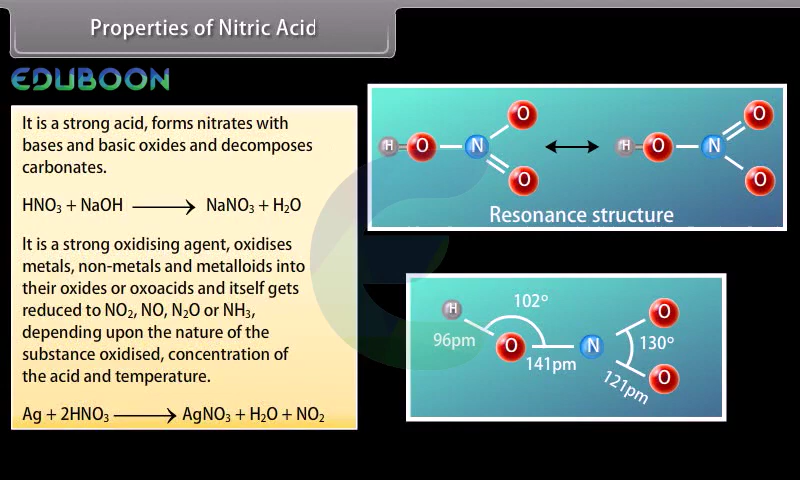 Properties of Nitric Acid
EDUBOON
It is a strong acid, forms nitrates with
bases and basic oxides and decomposes
carbonates.
HNO₃ + NaOH ⟶ NaNO₃ + H₂O
It is a strong oxidising agent, oxidises
metals, non-metals and metalloids into
their oxides or oxoacids and itself gets
reduced to NO₂, NO, N₂O or NH₃,
depending upon the nature of the
substance oxidised, concentration of
the acid and temperature.
Ag + 2HNO₃ ⟶ AgNO₃ + H₂O + NO₂
O O
H O N H O N
O O
Resonance structure
H 102° O
96pm O 141pm N 130°
121pm O